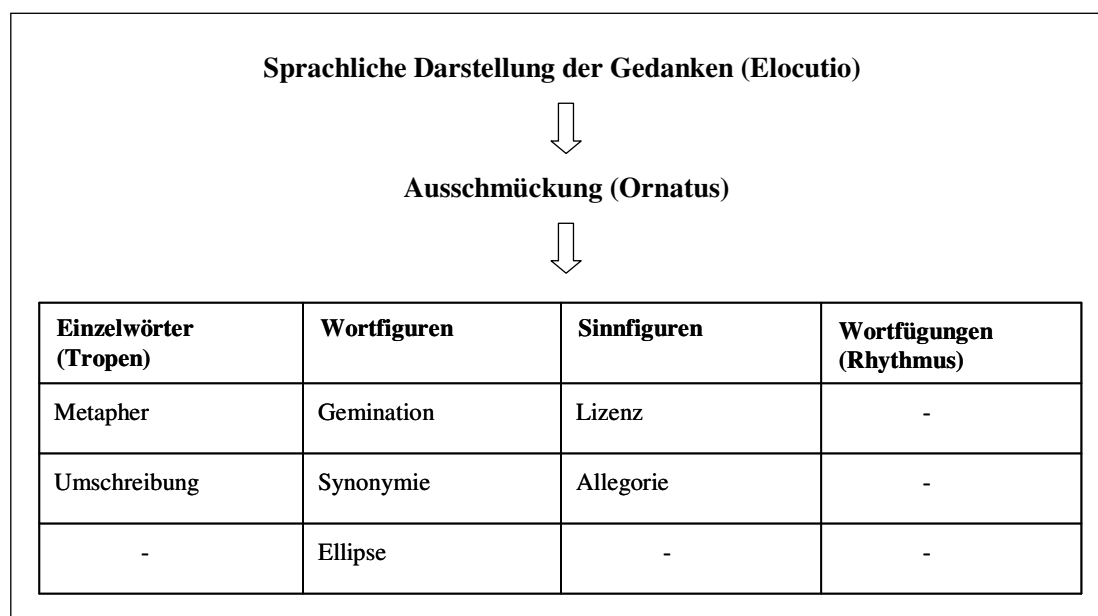 Sprachliche Darstellung der Gedanken (Elocutio)
Ausschmückung (Ornatus)
Einzelwörter (Tropen) Wortfiguren Sinnfiguren Wortfügungen (Rhythmus)
Metapher Gemination Lizenz -
Umschreibung Synonymie Allegorie -
- Ellipse - -